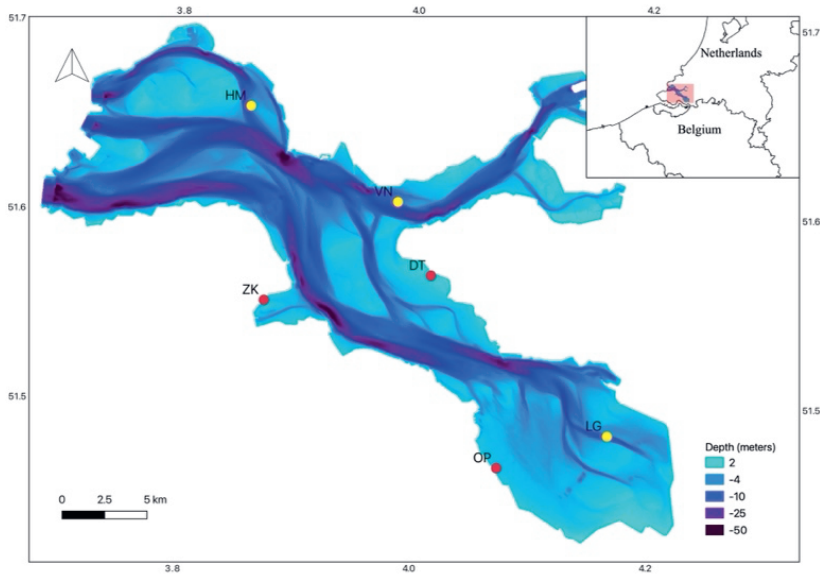 3.8
4.0
4.2
51.7
51.7
Netherlands
Belgium
HM
VN
51.6
51.6
DT
ZK
51.5
51.5
LG
OP
Depth (meters)
2
-4
-10
-25
-50
0 2.5 5 km
3.8
4.0
4.2